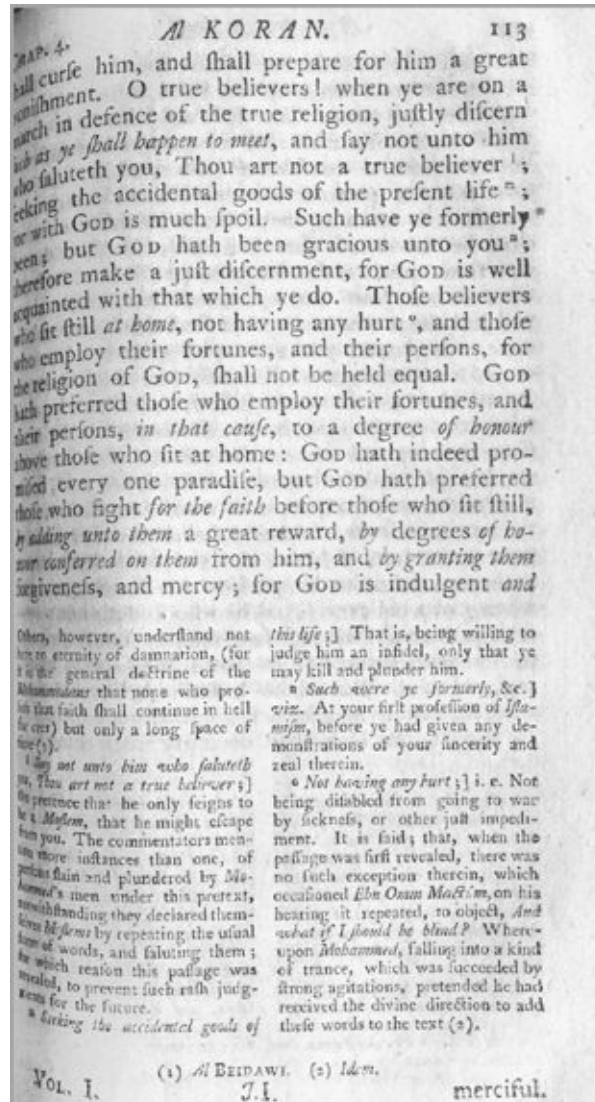 CHAP. 4. Al KORAN. 113
ſhall curſe him, and ſhall prepare for him a great
puniſhment. O true believers! when ye are on a
march in defence of the true religion, juſtly diſcern
ſuch as ye ſhall happen to meet, and ſay not unto him
who ſaluteth you, Thou art not a true believer ¹;
ſeeking the accidental goods of the preſent life ᵐ;
for with GOD is much ſpoil. Such have ye formerly
been; but GOD hath been gracious unto you ⁿ;
therefore make a juſt diſcernment, for GOD is well
acquainted with that which ye do. Thoſe believers
who ſit ſtill at home, not having any hurt °, and thoſe
who employ their fortunes, and their perſons, for
the religion of GOD, ſhall not be held equal. GOD
hath preferred thoſe who employ their fortunes, and
their perſons, in that cauſe, to a degree of honour
above thoſe who ſit at home: GOD hath indeed pro-
miſed every one paradiſe, but GOD hath preferred
thoſe who fight for the faith before thoſe who ſit ſtill,
by adding unto them a great reward, by degrees of ho-
nour conferred on them from him, and by granting them
forgiveneſs, and mercy; for GOD is indulgent and
Others, however, underſtand not
here an eternity of damnation, (for
it is the general doctrine of the
Mohammedans that none who pro-
feſs that faith ſhall continue in hell
for ever) but only a long ſpace of
time (1).
¹ Say not unto him who ſaluteth
you, Thou art not a true believer;]
On pretence that he only feigns to
be a Moſlem, that he might eſcape
from you. The commentators men-
tion more inſtances than one, of
perſons ſlain and plundered by Mo-
hammed's men under this pretext,
notwithſtanding they declared them-
ſelves Moſlems by repeating the uſual
form of words, and ſaluting them;
for which reaſon this paſſage was
revealed, to prevent ſuch raſh judg-
ments for the future.
ᵐ Seeking the accidental goods of
this life;] That is, being willing to
judge him an infidel, only that ye
may kill and plunder him.
ⁿ Such were ye formerly, &c.]
viz. At your firſt profeſſion of Iſla-
miſm, before ye had given any de-
monſtrations of your ſincerity and
zeal therein.
° Not having any hurt;] i. e. Not
being diſabled from going to war
by ſickneſs, or other juſt impedi-
ment. It is ſaid; that, when the
paſſage was firſt revealed, there was
no ſuch exception therein, which
occaſioned Ebn Omm Mactûm, on his
hearing it repeated, to object, And
what if I ſhould be blind? Where-
upon Mohammed, falling into a kind
of trance, which was ſucceeded by
ſtrong agitations, pretended he had
received the divine direction to add
theſe words to the text (2).
(1) Al BEIDAWI. (2) Idem.
VOL. I. I merciful.